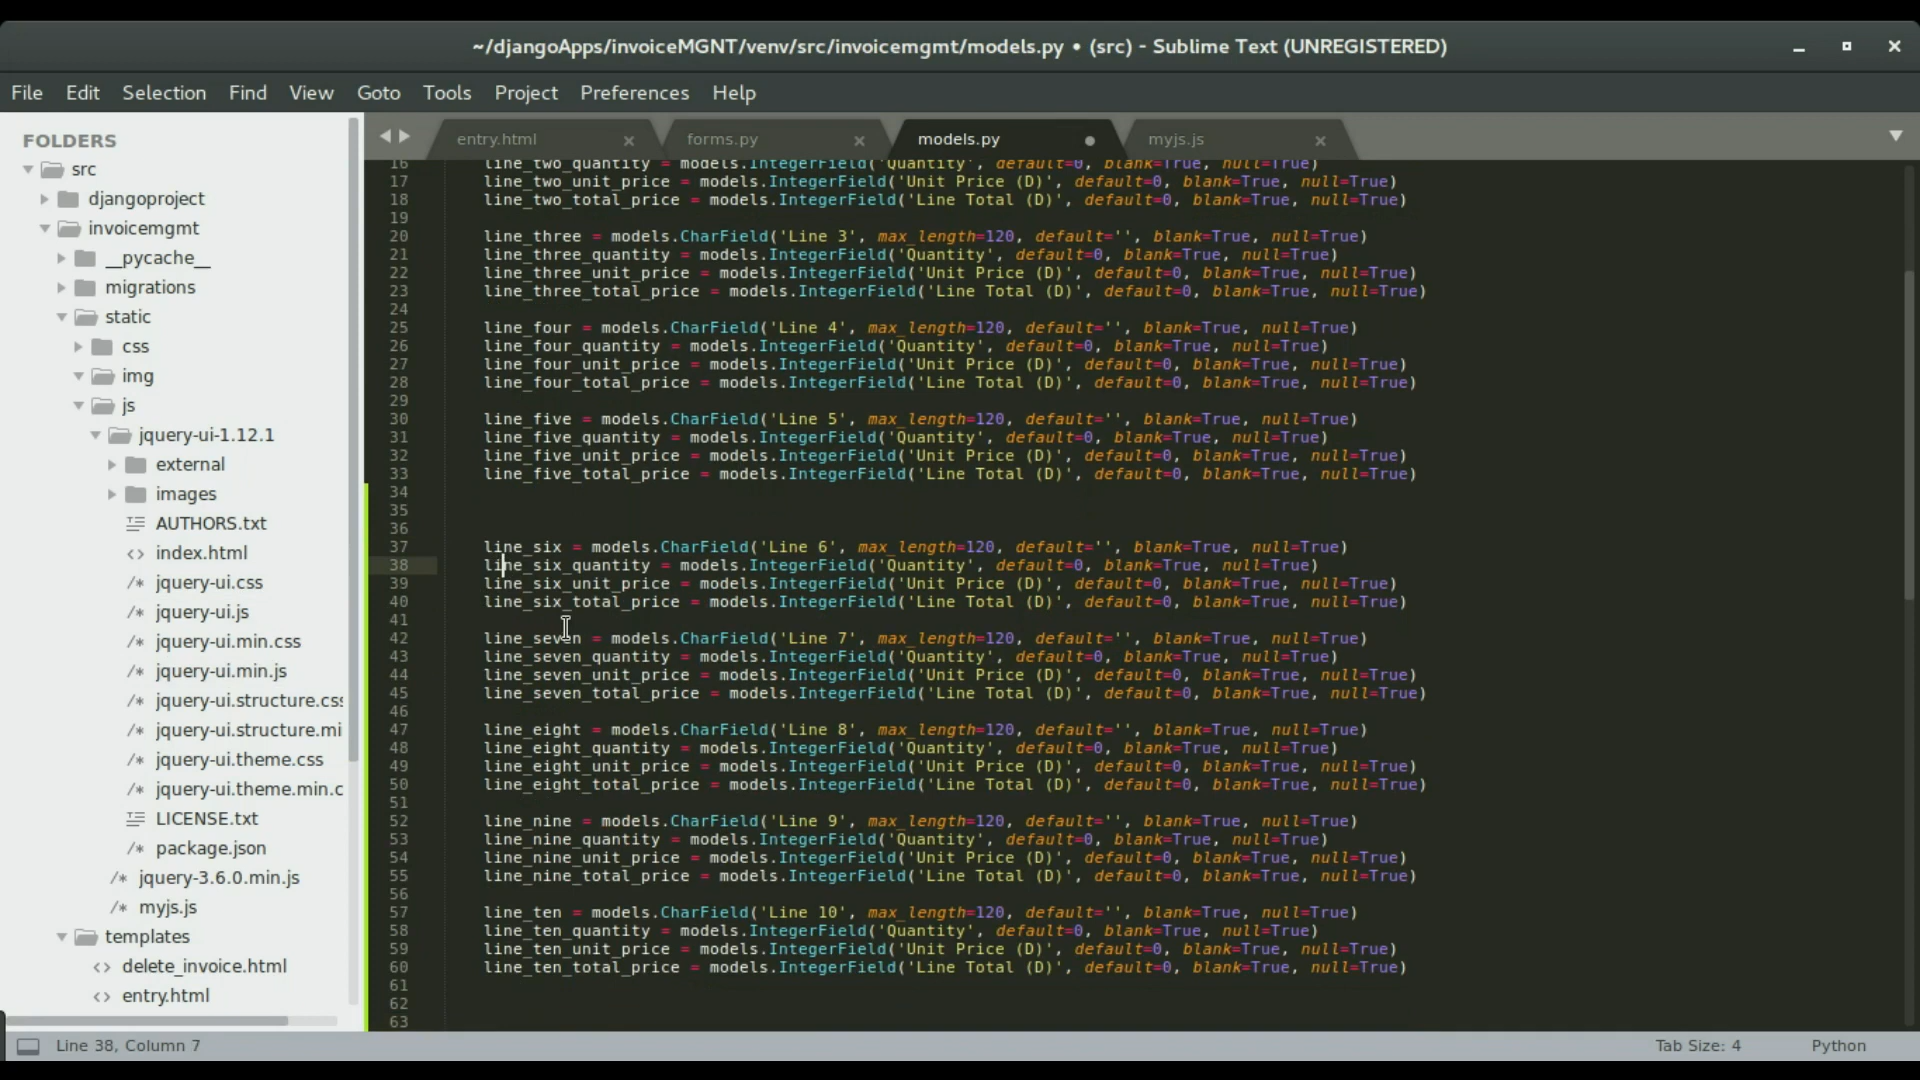 ~/djangoApps/invoiceMGNT/venv/src/invoicemgmt/models.py • (src) - Sublime Text (UNREGISTERED)
File Edit Selection Find View Goto Tools Project Preferences Help
FOLDERS
src
djangoproject
invoicemgmt
__pycache__
migrations
static
css
img
js
jquery-ui-1.12.1
external
images
AUTHORS.txt
<> index.html
/* jquery-ui.css
/* jquery-ui.js
/* jquery-ui.min.css
/* jquery-ui.min.js
/* jquery-ui.structure.css
/* jquery-ui.structure.mi
/* jquery-ui.theme.css
/* jquery-ui.theme.min.c
LICENSE.txt
/* package.json
/* jquery-3.6.0.min.js
/* myjs.js
templates
<> delete_invoice.html
<> entry.html
entry.html forms.py models.py myjs.js
16 line_two_quantity = models.IntegerField('Quantity', default=0, blank=True, null=True)
17 line_two_unit_price = models.IntegerField('Unit Price (D)', default=0, blank=True, null=True)
18 line_two_total_price = models.IntegerField('Line Total (D)', default=0, blank=True, null=True)
19
20 line_three = models.CharField('Line 3', max_length=120, default='', blank=True, null=True)
21 line_three_quantity = models.IntegerField('Quantity', default=0, blank=True, null=True)
22 line_three_unit_price = models.IntegerField('Unit Price (D)', default=0, blank=True, null=True)
23 line_three_total_price = models.IntegerField('Line Total (D)', default=0, blank=True, null=True)
24
25 line_four = models.CharField('Line 4', max_length=120, default='', blank=True, null=True)
26 line_four_quantity = models.IntegerField('Quantity', default=0, blank=True, null=True)
27 line_four_unit_price = models.IntegerField('Unit Price (D)', default=0, blank=True, null=True)
28 line_four_total_price = models.IntegerField('Line Total (D)', default=0, blank=True, null=True)
29
30 line_five = models.CharField('Line 5', max_length=120, default='', blank=True, null=True)
31 line_five_quantity = models.IntegerField('Quantity', default=0, blank=True, null=True)
32 line_five_unit_price = models.IntegerField('Unit Price (D)', default=0, blank=True, null=True)
33 line_five_total_price = models.IntegerField('Line Total (D)', default=0, blank=True, null=True)
34
35
36
37 line_six = models.CharField('Line 6', max_length=120, default='', blank=True, null=True)
38 line_six_quantity = models.IntegerField('Quantity', default=0, blank=True, null=True)
39 line_six_unit_price = models.IntegerField('Unit Price (D)', default=0, blank=True, null=True)
40 line_six_total_price = models.IntegerField('Line Total (D)', default=0, blank=True, null=True)
41
42 line_seven = models.CharField('Line 7', max_length=120, default='', blank=True, null=True)
43 line_seven_quantity = models.IntegerField('Quantity', default=0, blank=True, null=True)
44 line_seven_unit_price = models.IntegerField('Unit Price (D)', default=0, blank=True, null=True)
45 line_seven_total_price = models.IntegerField('Line Total (D)', default=0, blank=True, null=True)
46
47 line_eight = models.CharField('Line 8', max_length=120, default='', blank=True, null=True)
48 line_eight_quantity = models.IntegerField('Quantity', default=0, blank=True, null=True)
49 line_eight_unit_price = models.IntegerField('Unit Price (D)', default=0, blank=True, null=True)
50 line_eight_total_price = models.IntegerField('Line Total (D)', default=0, blank=True, null=True)
51
52 line_nine = models.CharField('Line 9', max_length=120, default='', blank=True, null=True)
53 line_nine_quantity = models.IntegerField('Quantity', default=0, blank=True, null=True)
54 line_nine_unit_price = models.IntegerField('Unit Price (D)', default=0, blank=True, null=True)
55 line_nine_total_price = models.IntegerField('Line Total (D)', default=0, blank=True, null=True)
56
57 line_ten = models.CharField('Line 10', max_length=120, default='', blank=True, null=True)
58 line_ten_quantity = models.IntegerField('Quantity', default=0, blank=True, null=True)
59 line_ten_unit_price = models.IntegerField('Unit Price (D)', default=0, blank=True, null=True)
60 line_ten_total_price = models.IntegerField('Line Total (D)', default=0, blank=True, null=True)
61
62
63
Line 38, Column 7 Tab Size: 4 Python